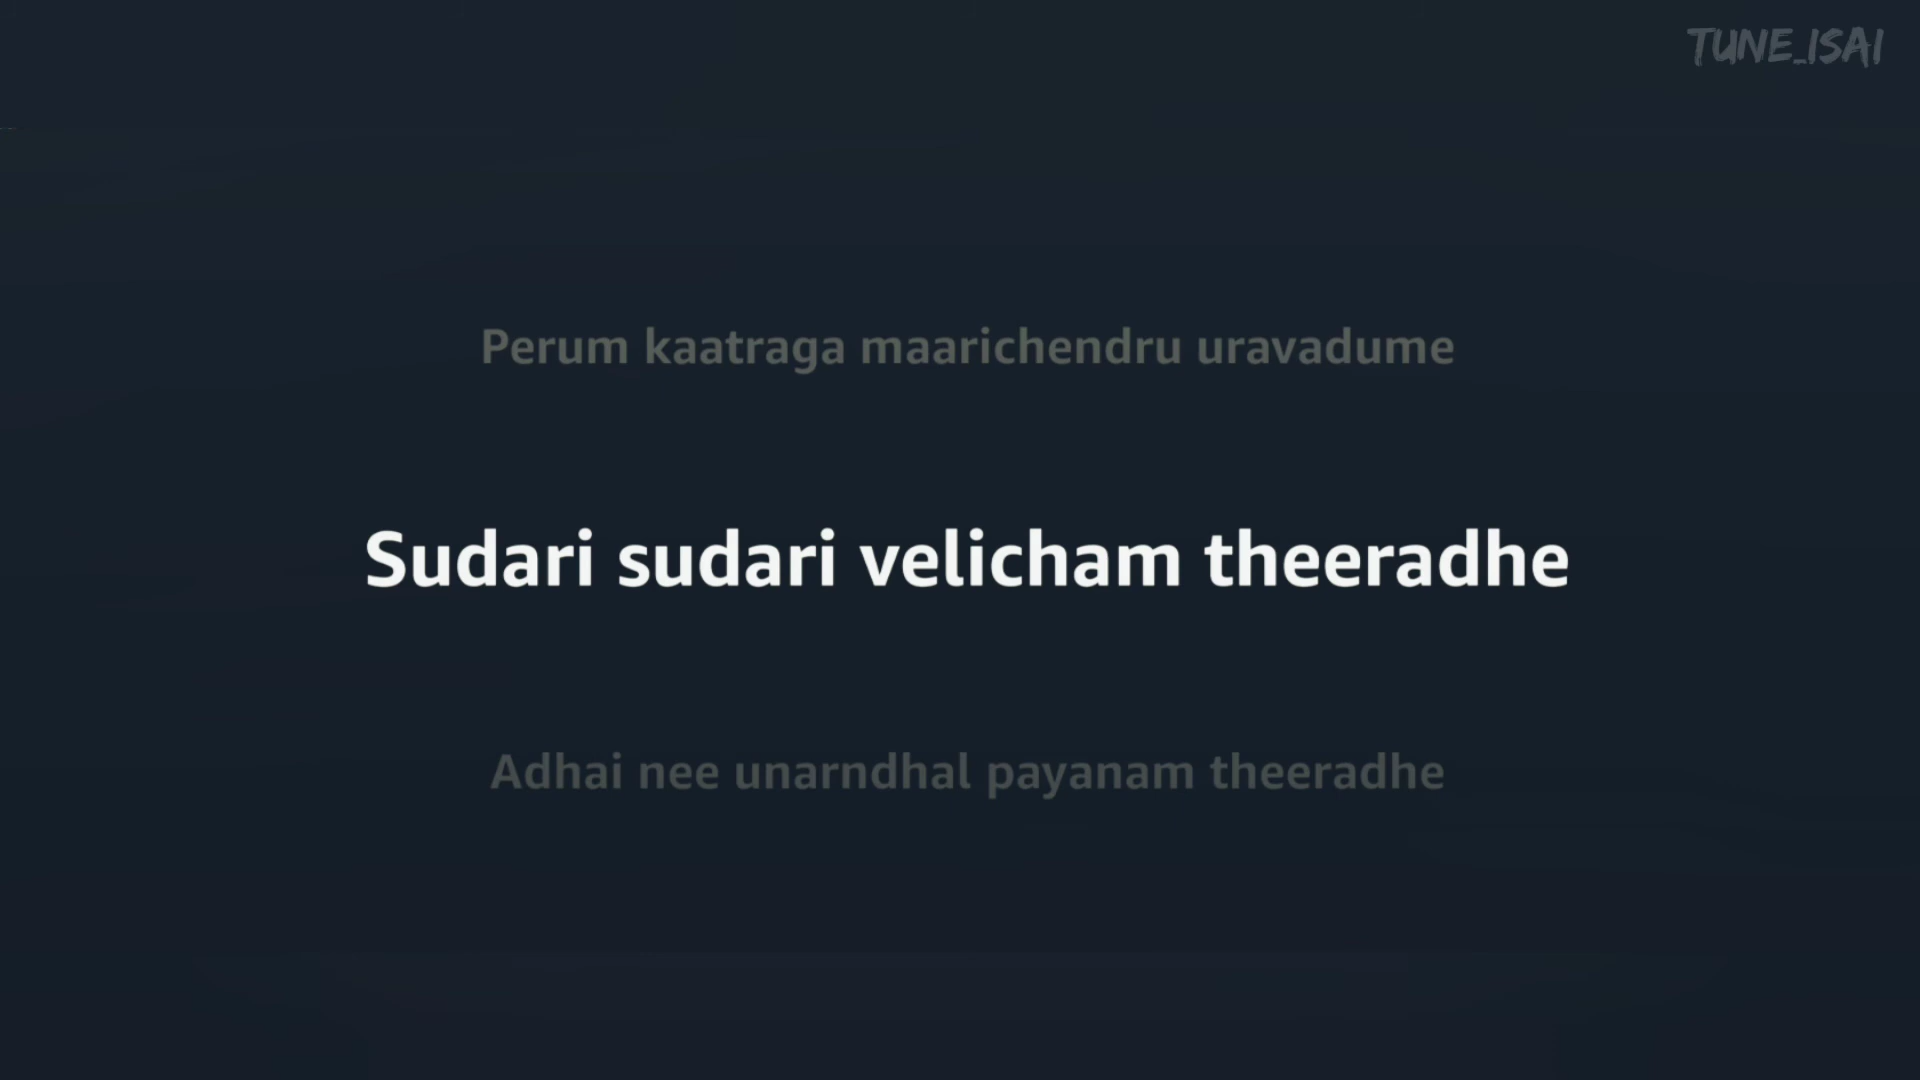 TUNE_ISAI
Perum kaatraga maarichendru uravadume
Sudari sudari velicham theeradhe
Adhai nee unarndhal payanam theeradhe